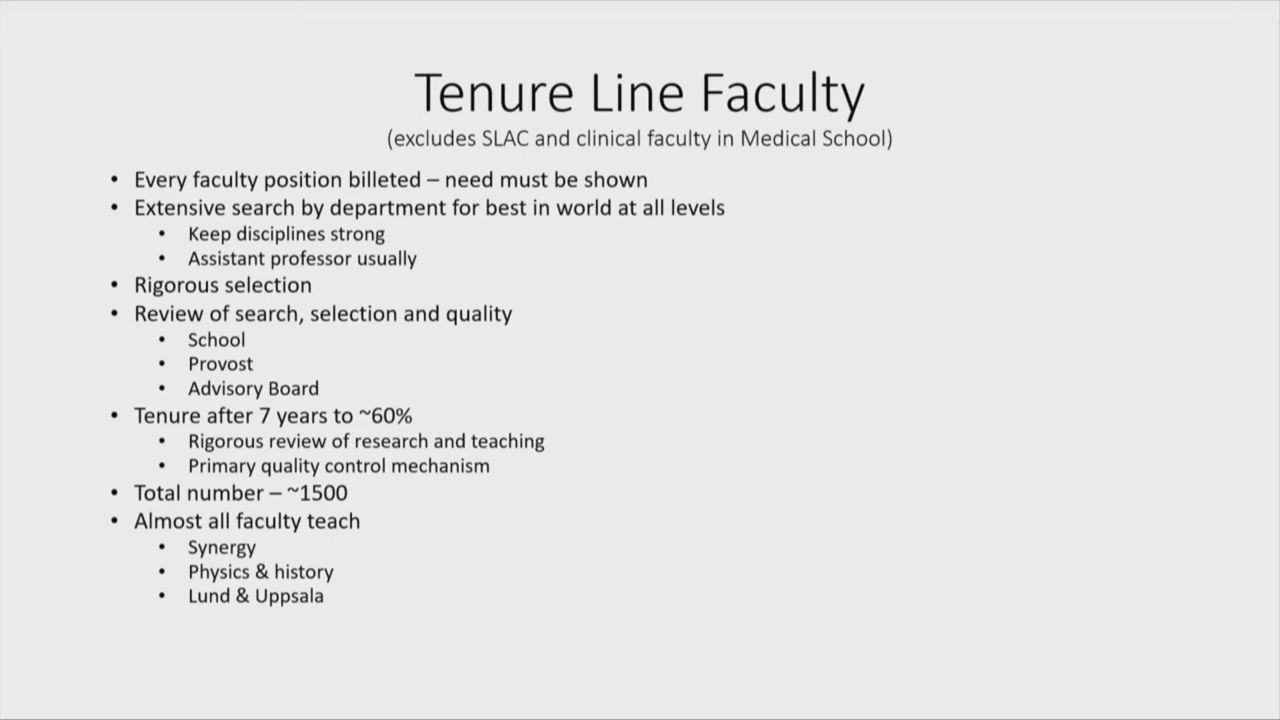 Tenure Line Faculty
(excludes SLAC and clinical faculty in Medical School)
• Every faculty position billeted – need must be shown
• Extensive search by department for best in world at all levels
• Keep disciplines strong
• Assistant professor usually
• Rigorous selection
• Review of search, selection and quality
• School
• Provost
• Advisory Board
• Tenure after 7 years to ~60%
• Rigorous review of research and teaching
• Primary quality control mechanism
• Total number – ~1500
• Almost all faculty teach
• Synergy
• Physics & history
• Lund & Uppsala